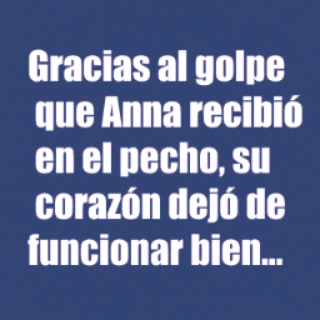 Gracias al golpe
que Anna recibió
en el pecho, su
corazón dejó de
funcionar bien...